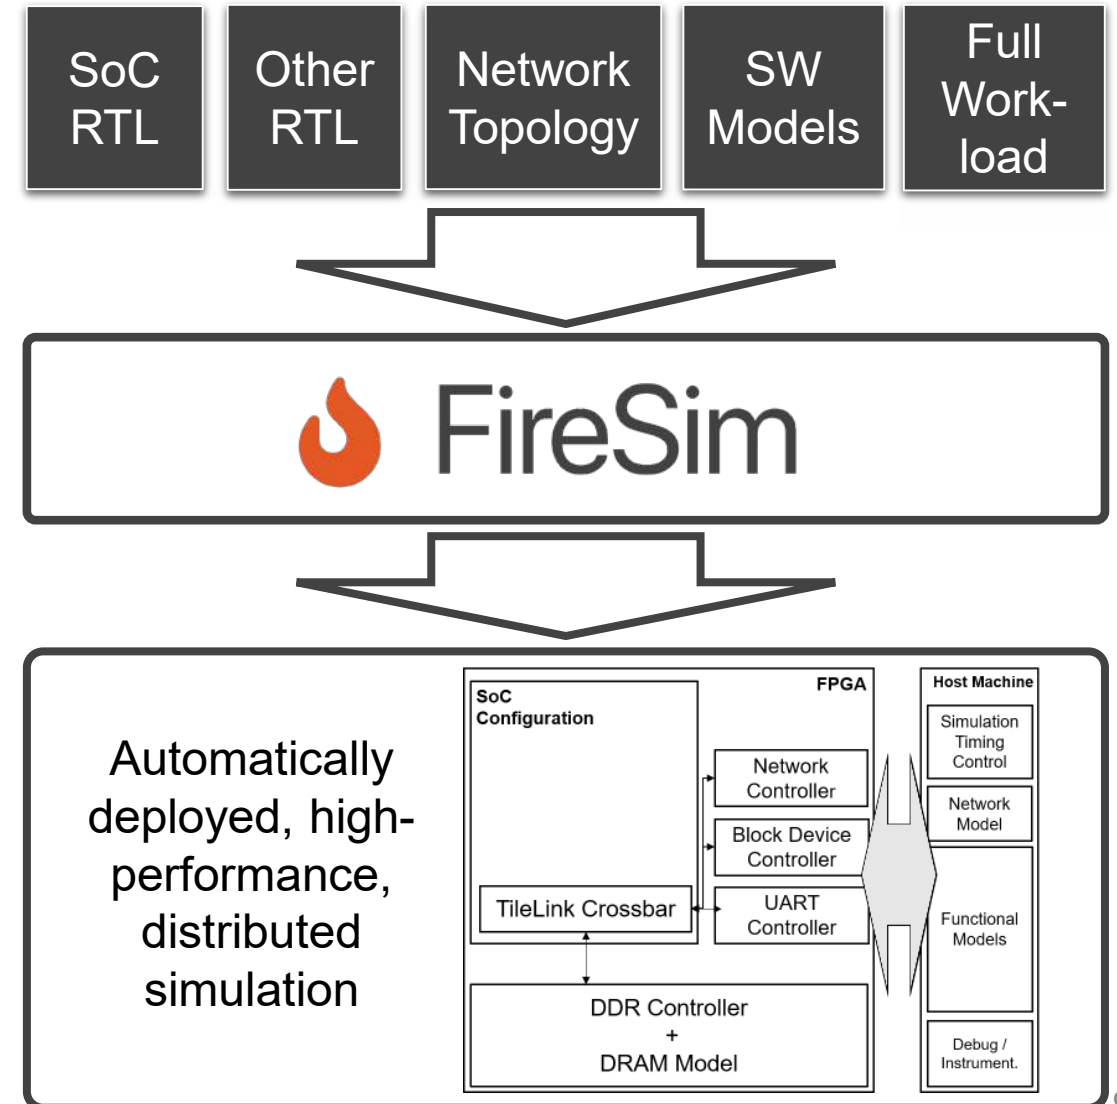 SoC
RTL
Other
RTL
Network
Topology
SW
Models
Full
Work-
load
FireSim
Automatically
deployed, high-
performance,
distributed
simulation
FPGA
SoC
Configuration
Network
Controller
Block Device
Controller
UART
Controller
TileLink Crossbar
DDR Controller
+
DRAM Model
Host Machine
Simulation
Timing
Control
Network
Model
Functional
Models
Debug /
Instrument.